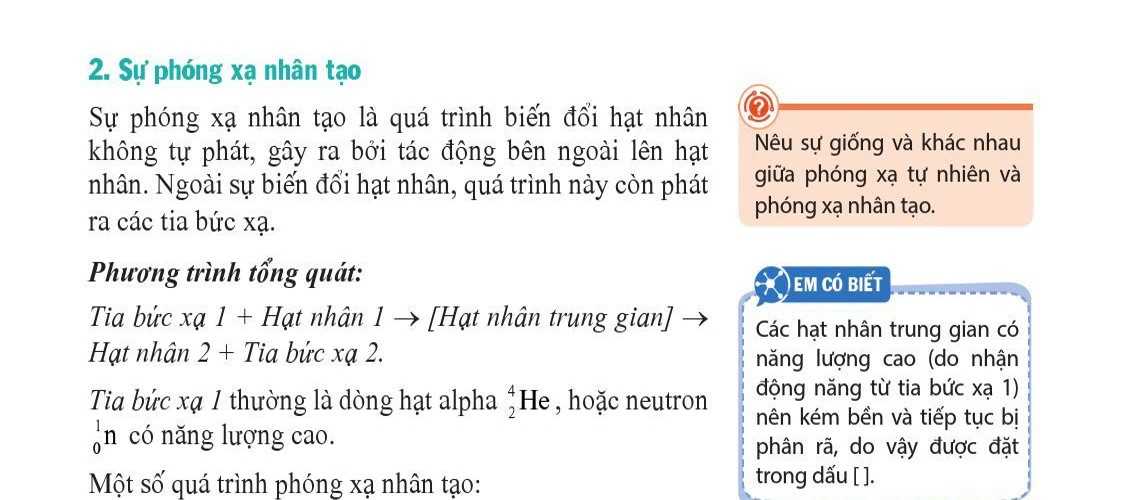 2. Sự phóng xạ nhân tạo
Sự phóng xạ nhân tạo là quá trình biến đổi hạt nhân
không tự phát, gây ra bởi tác động bên ngoài lên hạt
nhân. Ngoài sự biến đổi hạt nhân, quá trình này còn phát
ra các tia bức xạ.
Phương trình tổng quát:
Tia bức xạ 1 + Hạt nhân 1 → [Hạt nhân trung gian] →
Hạt nhân 2 + Tia bức xạ 2.
Tia bức xạ 1 thường là dòng hạt alpha ⁴₂He, hoặc neutron
¹₀n có năng lượng cao.
Một số quá trình phóng xạ nhân tạo:
?
Nêu sự giống và khác nhau
giữa phóng xạ tự nhiên và
phóng xạ nhân tạo.
EM CÓ BIẾT
Các hạt nhân trung gian có
năng lượng cao (do nhận
động năng từ tia bức xạ 1)
nên kém bền và tiếp tục bị
phân rã, do vậy được đặt
trong dấu [ ].